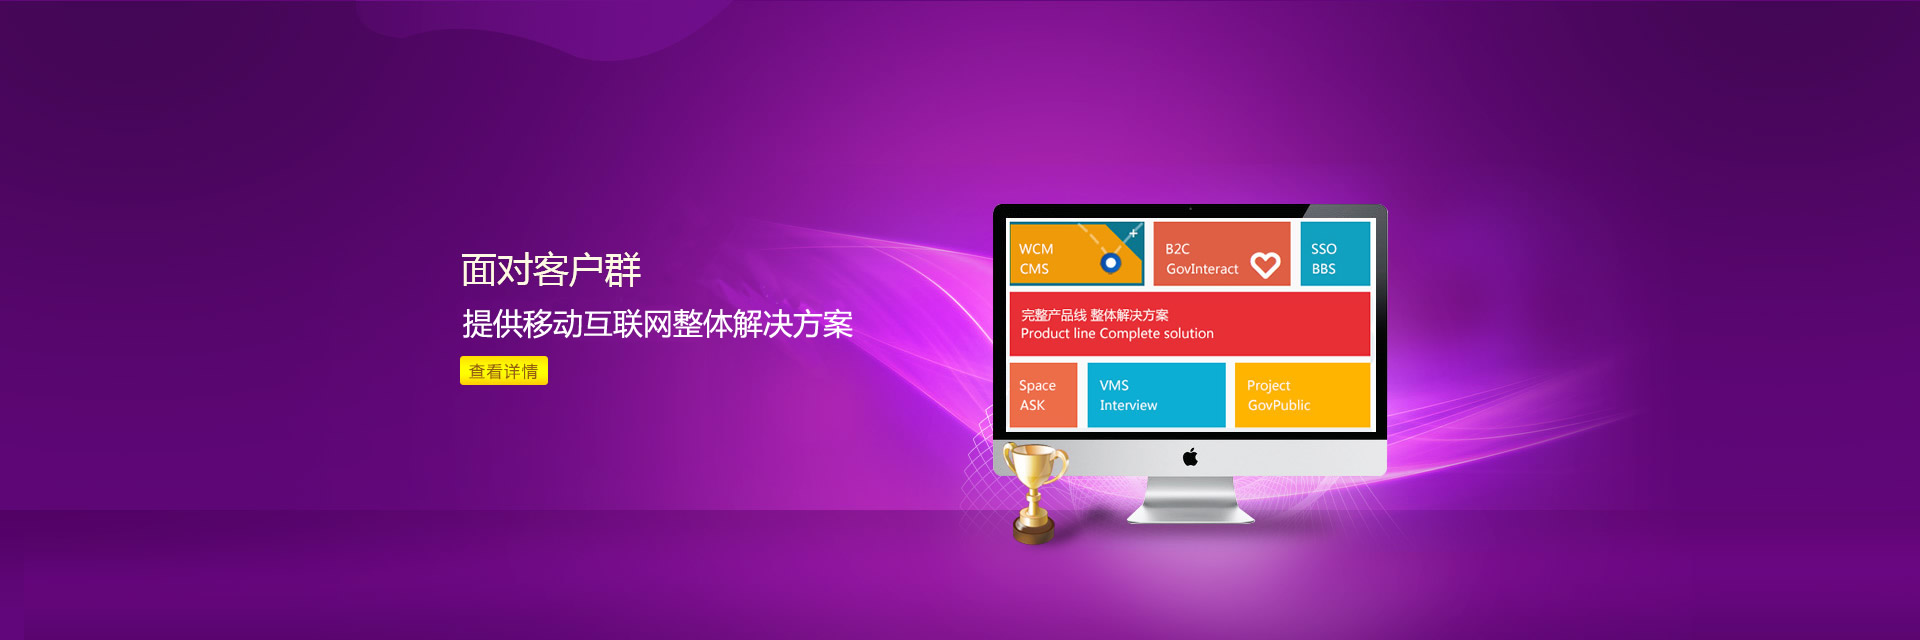 面对客户群
提供移动互联网整体解决方案
查看详情
WCM
CMS
B2C
GovInteract
SSO
BBS
完整产品线 整体解决方案
Product line Complete solution
Space
ASK
VMS
Interview
Project
GovPublic